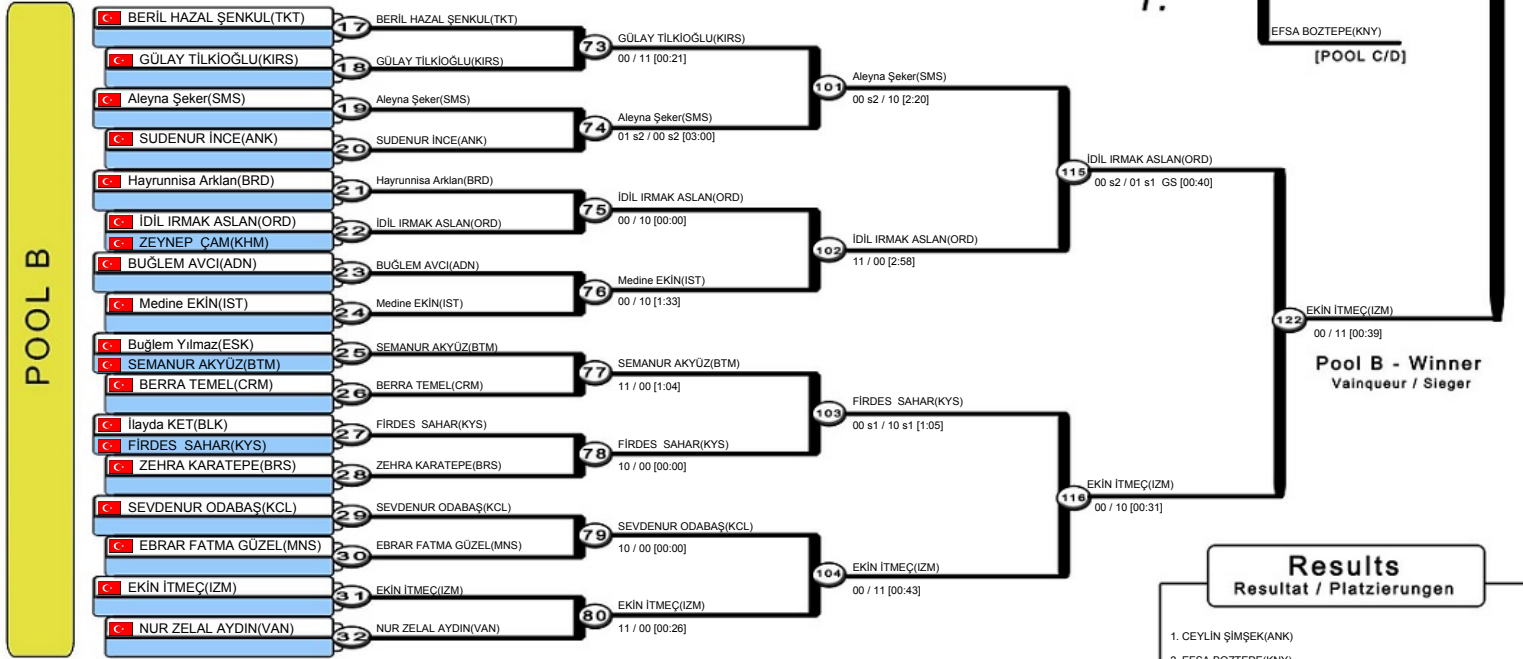 POOL B
BERİL HAZAL ŞENKUL(TKT)
GÜLAY TİLKİOĞLU(KIRS)
Aleyna Şeker(SMS)
SUDENUR İNCE(ANK)
Hayrunnisa Arklan(BRD)
İDİL IRMAK ASLAN(ORD)
ZEYNEP ÇAM(KHM)
BUĞLEM AVCI(ADN)
Medine EKİN(IST)
Buğlem Yılmaz(ESK)
SEMANUR AKYÜZ(BTM)
BERRA TEMEL(CRM)
İlayda KET(BLK)
FİRDES SAHAR(KYS)
ZEHRA KARATEPE(BRS)
SEVDENUR ODABAŞ(KCL)
EBRAR FATMA GÜZEL(MNS)
EKİN İTMEÇ(IZM)
NUR ZELAL AYDIN(VAN)
17 BERİL HAZAL ŞENKUL(TKT)
18 GÜLAY TİLKİOĞLU(KIRS)
19 Aleyna Şeker(SMS)
20 SUDENUR İNCE(ANK)
21 Hayrunnisa Arklan(BRD)
22 İDİL IRMAK ASLAN(ORD)
23 BUĞLEM AVCI(ADN)
24 Medine EKİN(IST)
25 SEMANUR AKYÜZ(BTM)
26 BERRA TEMEL(CRM)
27 FİRDES SAHAR(KYS)
28 ZEHRA KARATEPE(BRS)
29 SEVDENUR ODABAŞ(KCL)
30 EBRAR FATMA GÜZEL(MNS)
31 EKİN İTMEÇ(IZM)
32 NUR ZELAL AYDIN(VAN)
73 GÜLAY TİLKİOĞLU(KIRS)
00 / 11 [00:21]
74 Aleyna Şeker(SMS)
01 s2 / 00 s2 [03:00]
75 İDİL IRMAK ASLAN(ORD)
00 / 10 [00:00]
76 Medine EKİN(IST)
00 / 10 [1:33]
77 SEMANUR AKYÜZ(BTM)
11 / 00 [1:04]
78 FİRDES SAHAR(KYS)
10 / 00 [00:00]
79 SEVDENUR ODABAŞ(KCL)
10 / 00 [00:00]
80 EKİN İTMEÇ(IZM)
11 / 00 [00:26]
101 Aleyna Şeker(SMS)
00 s2 / 10 [2:20]
102 İDİL IRMAK ASLAN(ORD)
11 / 00 [2:58]
103 FİRDES SAHAR(KYS)
00 s1 / 10 s1 [1:05]
104 EKİN İTMEÇ(IZM)
00 / 11 [00:43]
115 İDİL IRMAK ASLAN(ORD)
00 s2 / 01 s1 GS [00:40]
116 EKİN İTMEÇ(IZM)
00 / 10 [00:31]
122 EKİN İTMEÇ(IZM)
00 / 11 [00:39]
Pool B - Winner
Vainqueur / Sieger
1.
EFSA BOZTEPE(KNY)
[POOL C/D]
Results
Resultat / Platzierungen
1. CEYLİN ŞİMŞEK(ANK)
2. EFSA BOZTEPE(KNY)